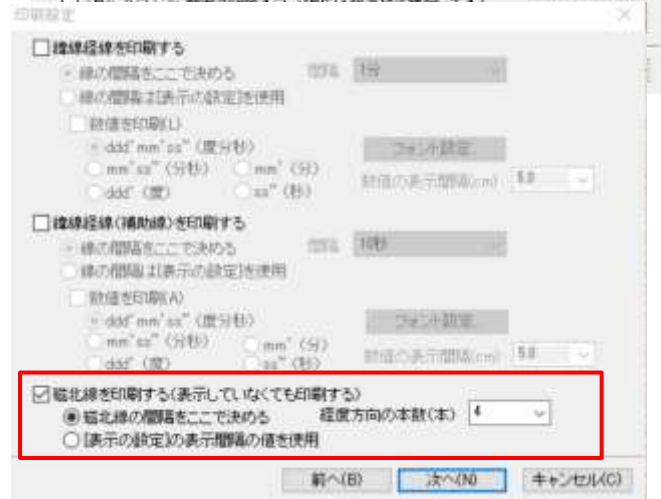 印刷設定
緯線経線を印刷する
線の間隔をここで決める 間隔 1分
線の間隔は[表示の設定]を使用
数値を印刷(L)
ddd°mm'ss"(度分秒) フォント設定...
mm'ss"(分秒) mm'(分) 数値の表示間隔(cm) 5.0
ddd°(度) ss"(秒)
緯線経線(補助線)を印刷する
線の間隔をここで決める 間隔 10秒
線の間隔は[表示の設定]を使用
数値を印刷(A)
ddd°mm'ss"(度分秒) フォント設定...
mm'ss"(分秒) mm'(分) 数値の表示間隔(cm) 5.0
ddd°(度) ss"(秒)
磁北線を印刷する(表示していなくても印刷する)
磁北線の間隔をここで決める 経度方向の本数(本) 4
[表示の設定]の表示間隔の値を使用
前へ(B) 次へ(N) キャンセル(C)